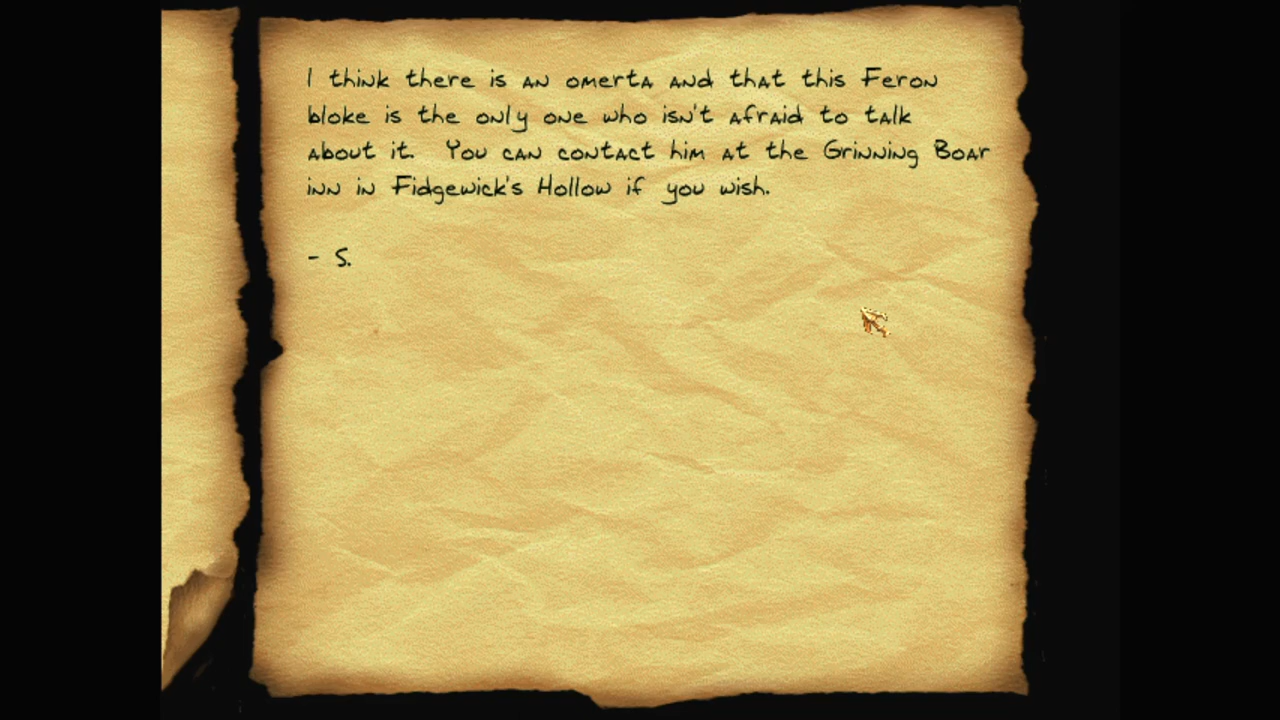 I think there is an omerta and that this Feron
bloke is the only one who isn't afraid to talk
about it.  You can contact him at the Grinning Boar
inn in Fidgewick's Hollow if you wish.
- S.